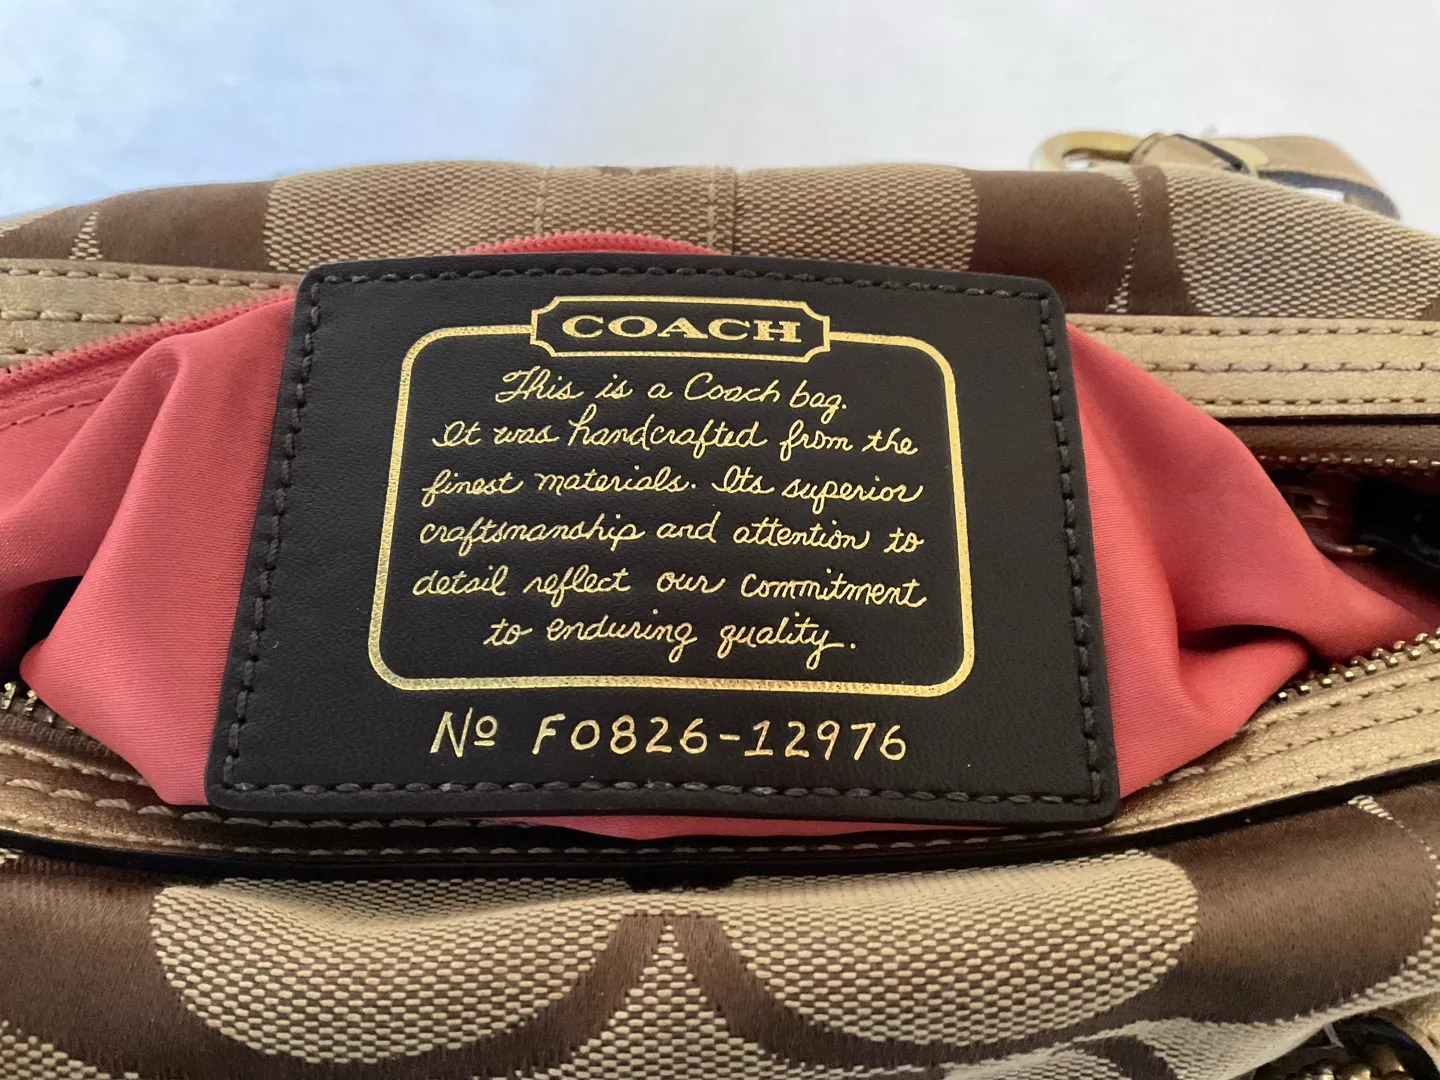 COACH
This is a Coach bag.
It was handcrafted from the
finest materials. Its superior
craftsmanship and attention to
detail reflect our commitment
to enduring quality.
Nº F0826-12976